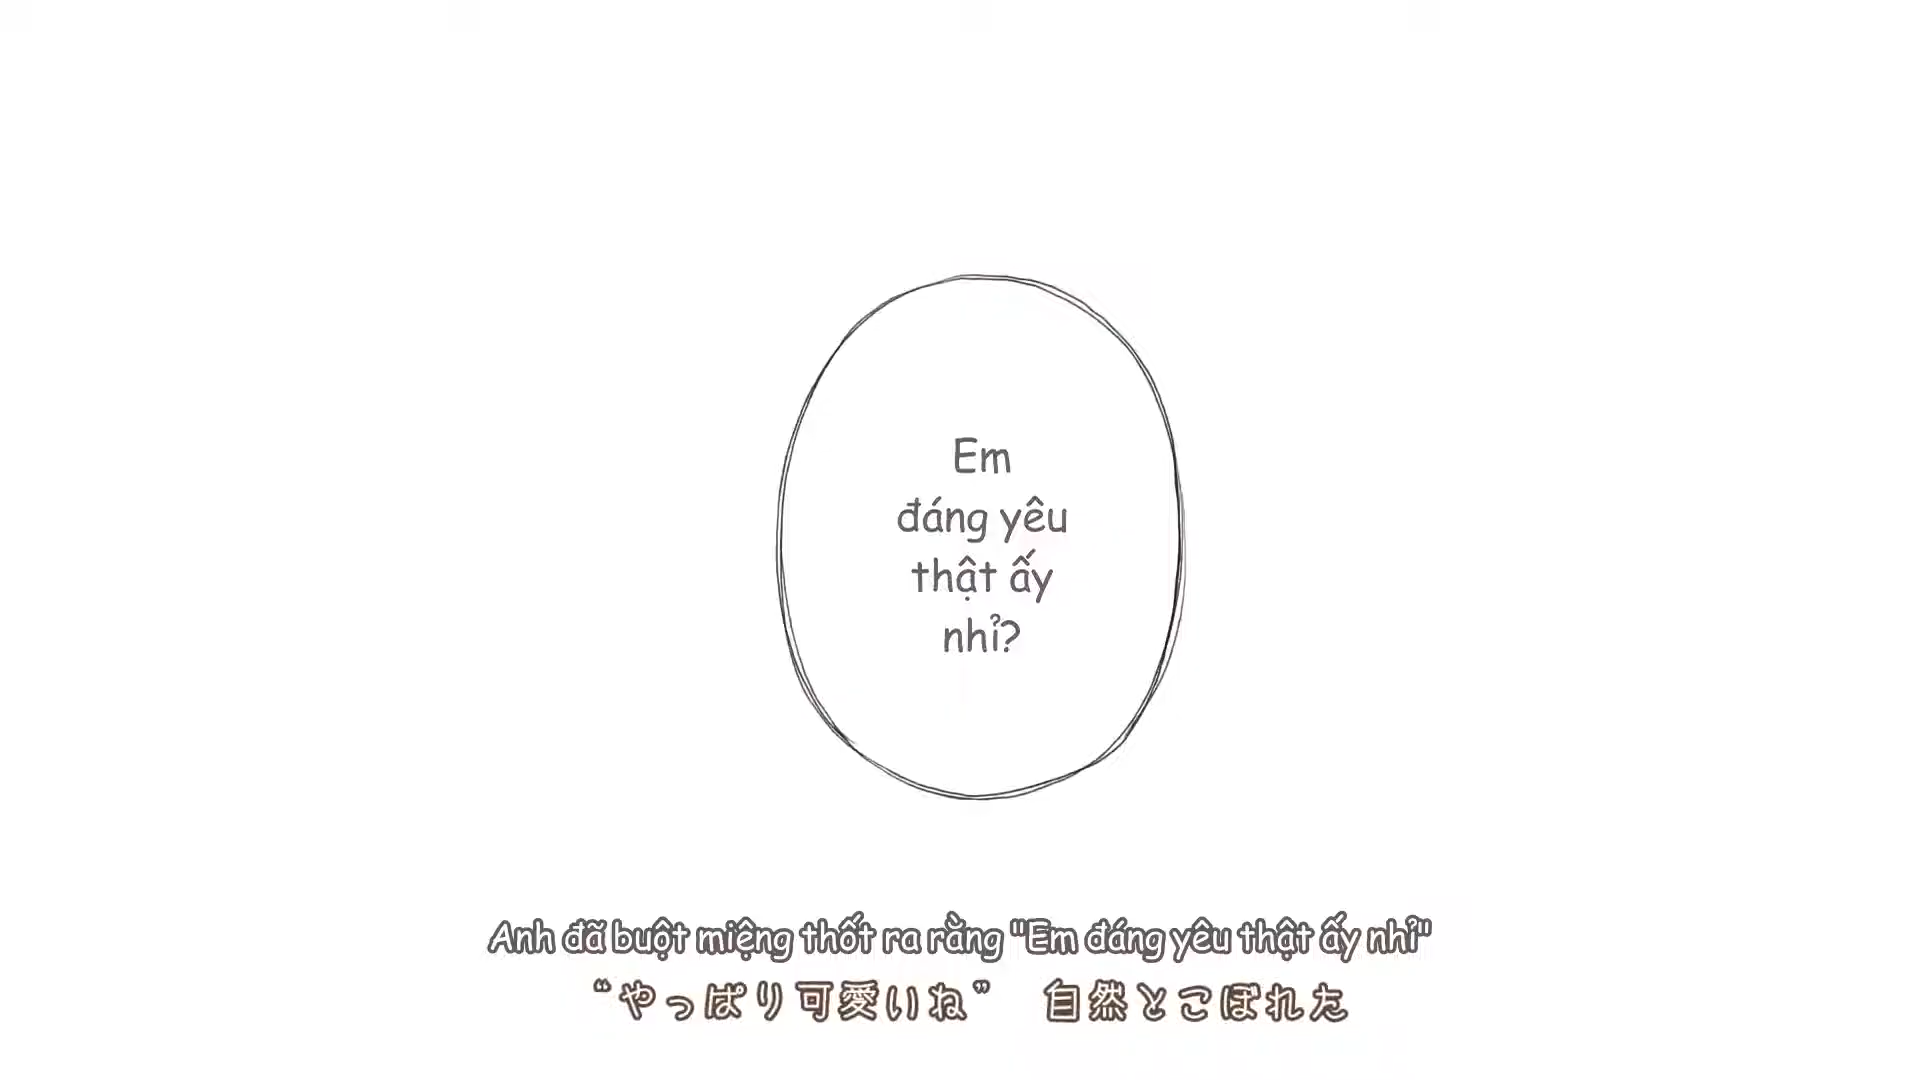 Em
đáng yêu
thật ấy
nhỉ?
Anh đã buột miệng thốt ra rằng "Em đáng yêu thật ấy nhỉ"
“やっぱり可愛いね” 自然とこぼれた